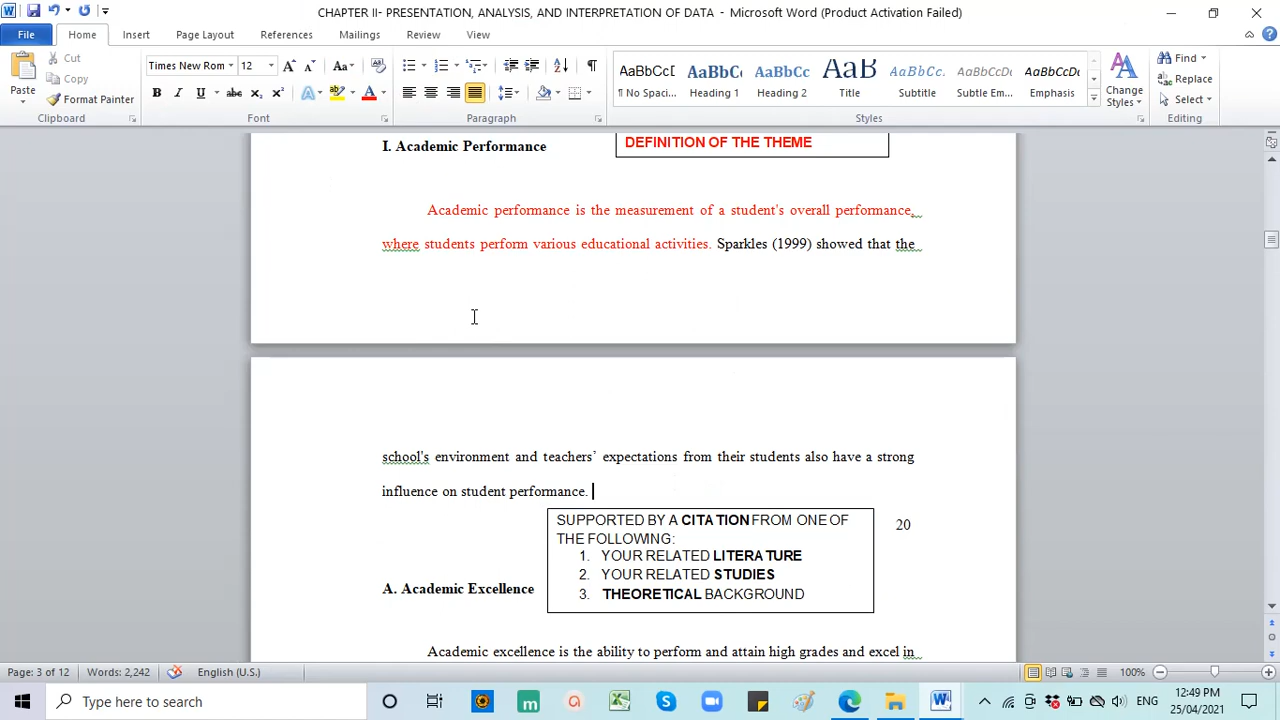 CHAPTER II- PRESENTATION, ANALYSIS, AND INTERPRETATION OF DATA - Microsoft Word (Product Activation Failed)
File Home Insert Page Layout References Mailings Review View
Cut
Copy
Format Painter
Paste
Clipboard
Times New Rom 12
Font
Paragraph
AaBbCcD AaBbC AaBbCc AaB AaBbCc. AaBbCcDu AaBbCcDu
¶ No Spaci... Heading 1 Heading 2 Title Subtitle Subtle Em... Emphasis
Change
Styles
Styles
Find
Replace
Select
Editing
I. Academic Performance
DEFINITION OF THE THEME
Academic performance is the measurement of a student's overall performance,
where students perform various educational activities. Sparkles (1999) showed that the
school's environment and teachers’ expectations from their students also have a strong
influence on student performance.
20
SUPPORTED BY A CITATION FROM ONE OF
THE FOLLOWING:
1. YOUR RELATED LITERATURE
2. YOUR RELATED STUDIES
3. THEORETICAL BACKGROUND
A. Academic Excellence
Academic excellence is the ability to perform and attain high grades and excel in
Page: 3 of 12 Words: 2,242 English (U.S.) 100%
Type here to search
ENG
12:49 PM
25/04/2021